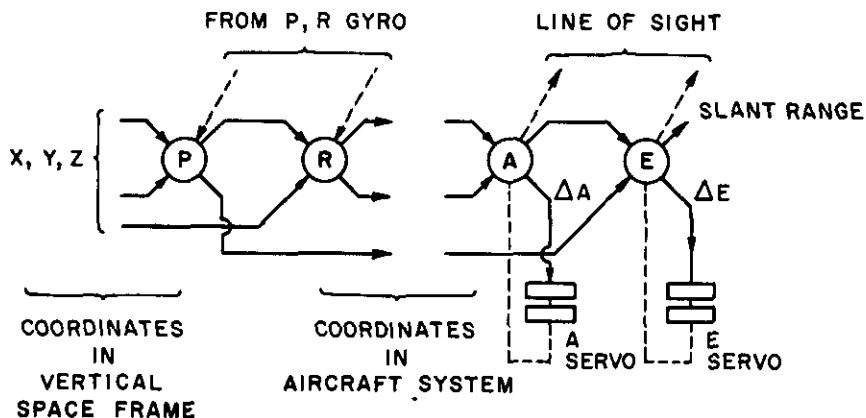 FROM P, R GYRO
LINE OF SIGHT
SLANT RANGE
X, Y, Z
P
R
A
E
ΔA
ΔE
A
SERVO
E
SERVO
COORDINATES
IN
VERTICAL
SPACE FRAME
COORDINATES
IN
AIRCRAFT SYSTEM